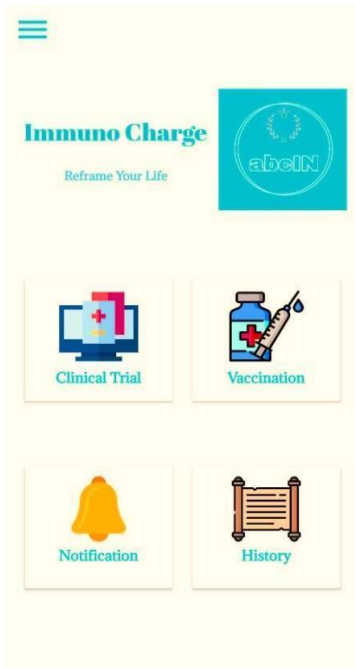 Immuno Charge
Reframe Your Life
abcIN
Clinical Trial
Vaccination
Notification
History